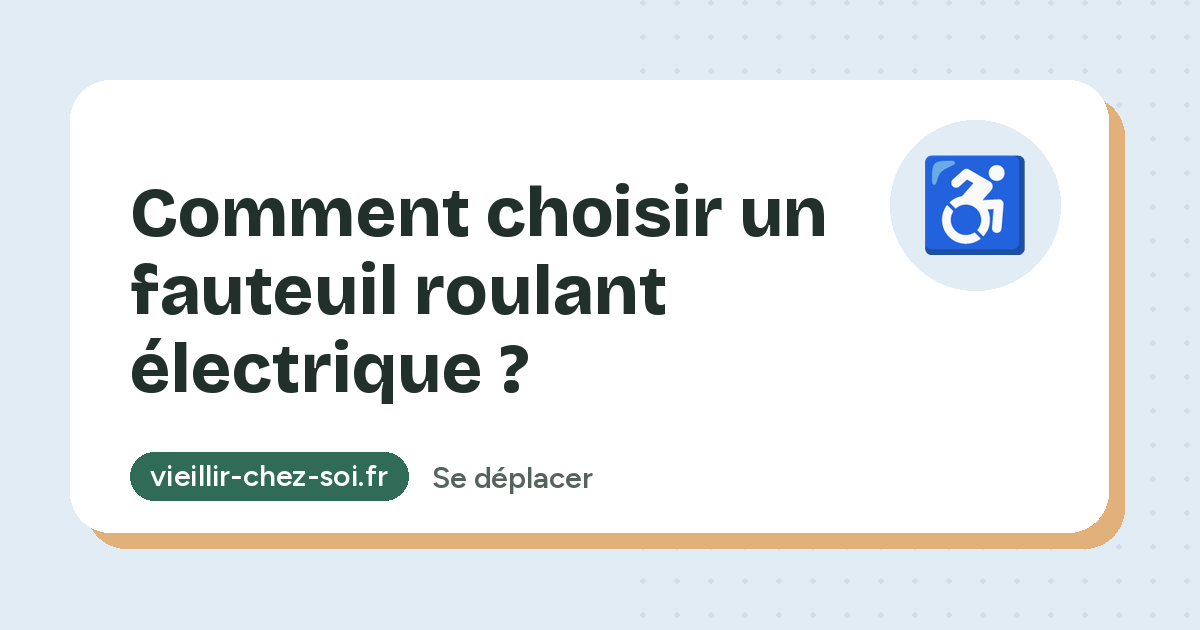 Comment choisir un
fauteuil roulant
électrique ?
vieillir-chez-soi.fr
Se déplacer